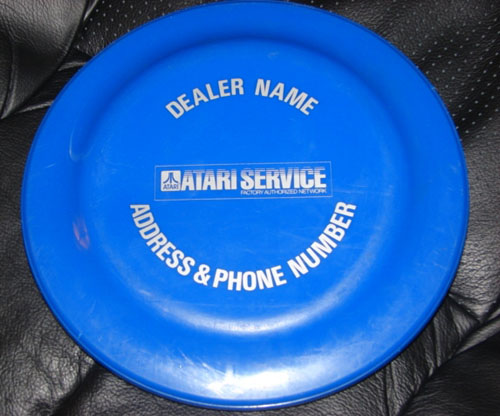 DEALER NAME
ATARI ATARI SERVICE
FACTORY AUTHORIZED NETWORK
ADDRESS & PHONE NUMBER